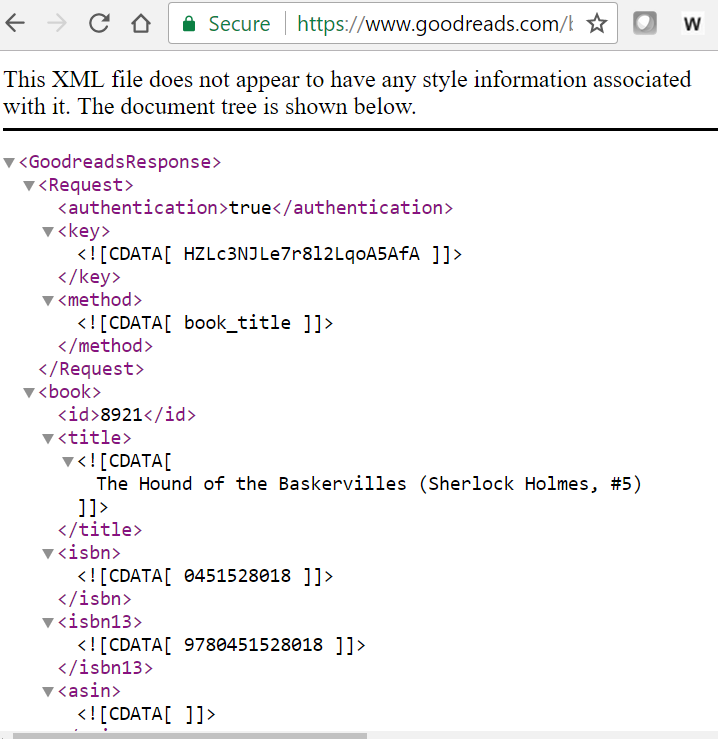 Secure https://www.goodreads.com/b
W
This XML file does not appear to have any style information associated
with it. The document tree is shown below.
<GoodreadsResponse>
<Request>
<authentication>true</authentication>
<key>
<![CDATA[ HZLc3NJLe7r8l2LqoA5AfA ]]>
</key>
<method>
<![CDATA[ book_title ]]>
</method>
</Request>
<book>
<id>8921</id>
<title>
<![CDATA[
The Hound of the Baskervilles (Sherlock Holmes, #5)
]]>
</title>
<isbn>
<![CDATA[ 0451528018 ]]>
</isbn>
<isbn13>
<![CDATA[ 9780451528018 ]]>
</isbn13>
<asin>
<![CDATA[ ]]>